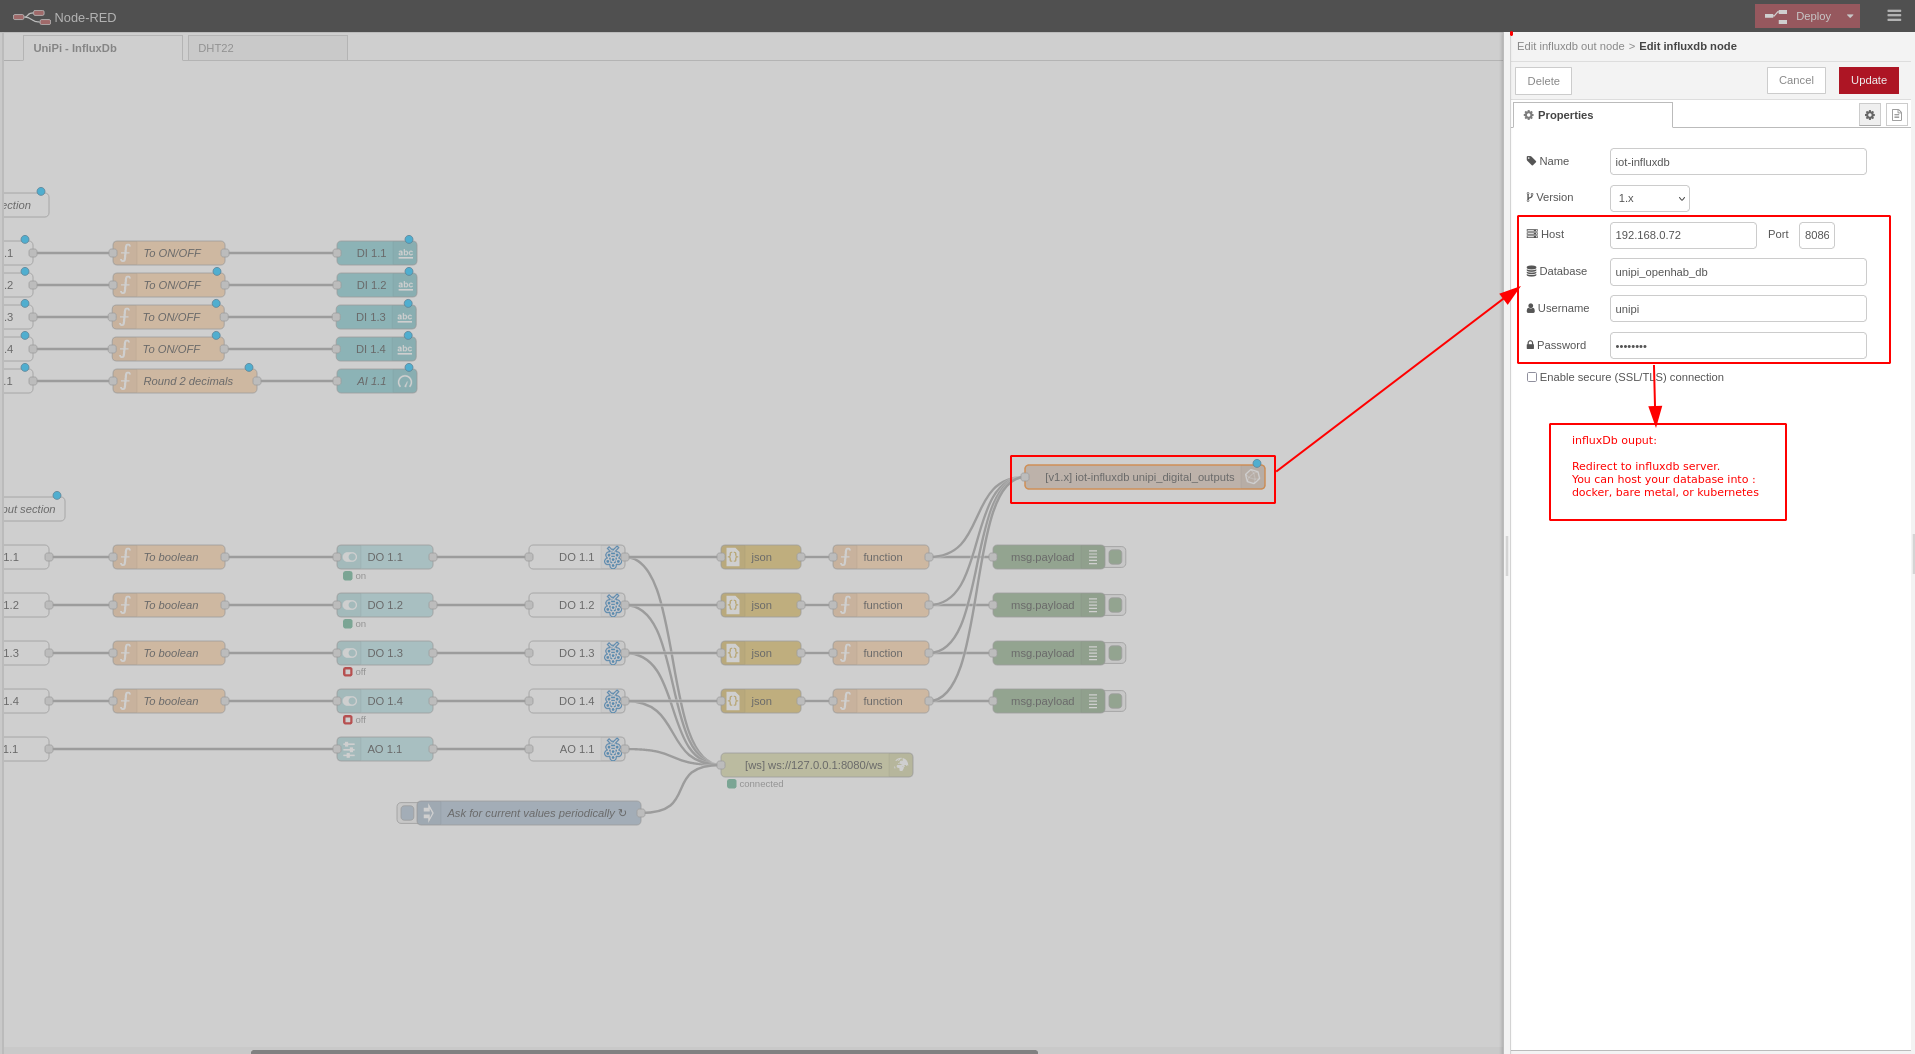 Node-RED
Deploy
UniPi - InfluxDb
DHT22
Edit influxdb out node > Edit influxdb node
Delete
Cancel
Update
Properties
Name
iot-influxdb
Version
1.x
Host
192.168.0.72
Port
8086
Database
unipi_openhab_db
Username
unipi
Password
••••••••
Enable secure (SSL/TLS) connection
influxDb ouput:
Redirect to influxdb server.
You can host your database into :
docker, bare metal, or kubernetes
ection
.1
To ON/OFF
DI 1.1
abc
.2
To ON/OFF
DI 1.2
abc
.3
To ON/OFF
DI 1.3
abc
.4
To ON/OFF
DI 1.4
abc
.1
Round 2 decimals
AI 1.1
[v1.x] iot-influxdb unipi_digital_outputs
out section
1.1
To boolean
DO 1.1
on
DO 1.1
json
function
msg.payload
1.2
To boolean
DO 1.2
on
DO 1.2
json
function
msg.payload
1.3
To boolean
DO 1.3
off
DO 1.3
json
function
msg.payload
1.4
To boolean
DO 1.4
off
DO 1.4
json
function
msg.payload
1.1
AO 1.1
AO 1.1
[ws] ws://127.0.0.1:8080/ws
connected
Ask for current values periodically ↻